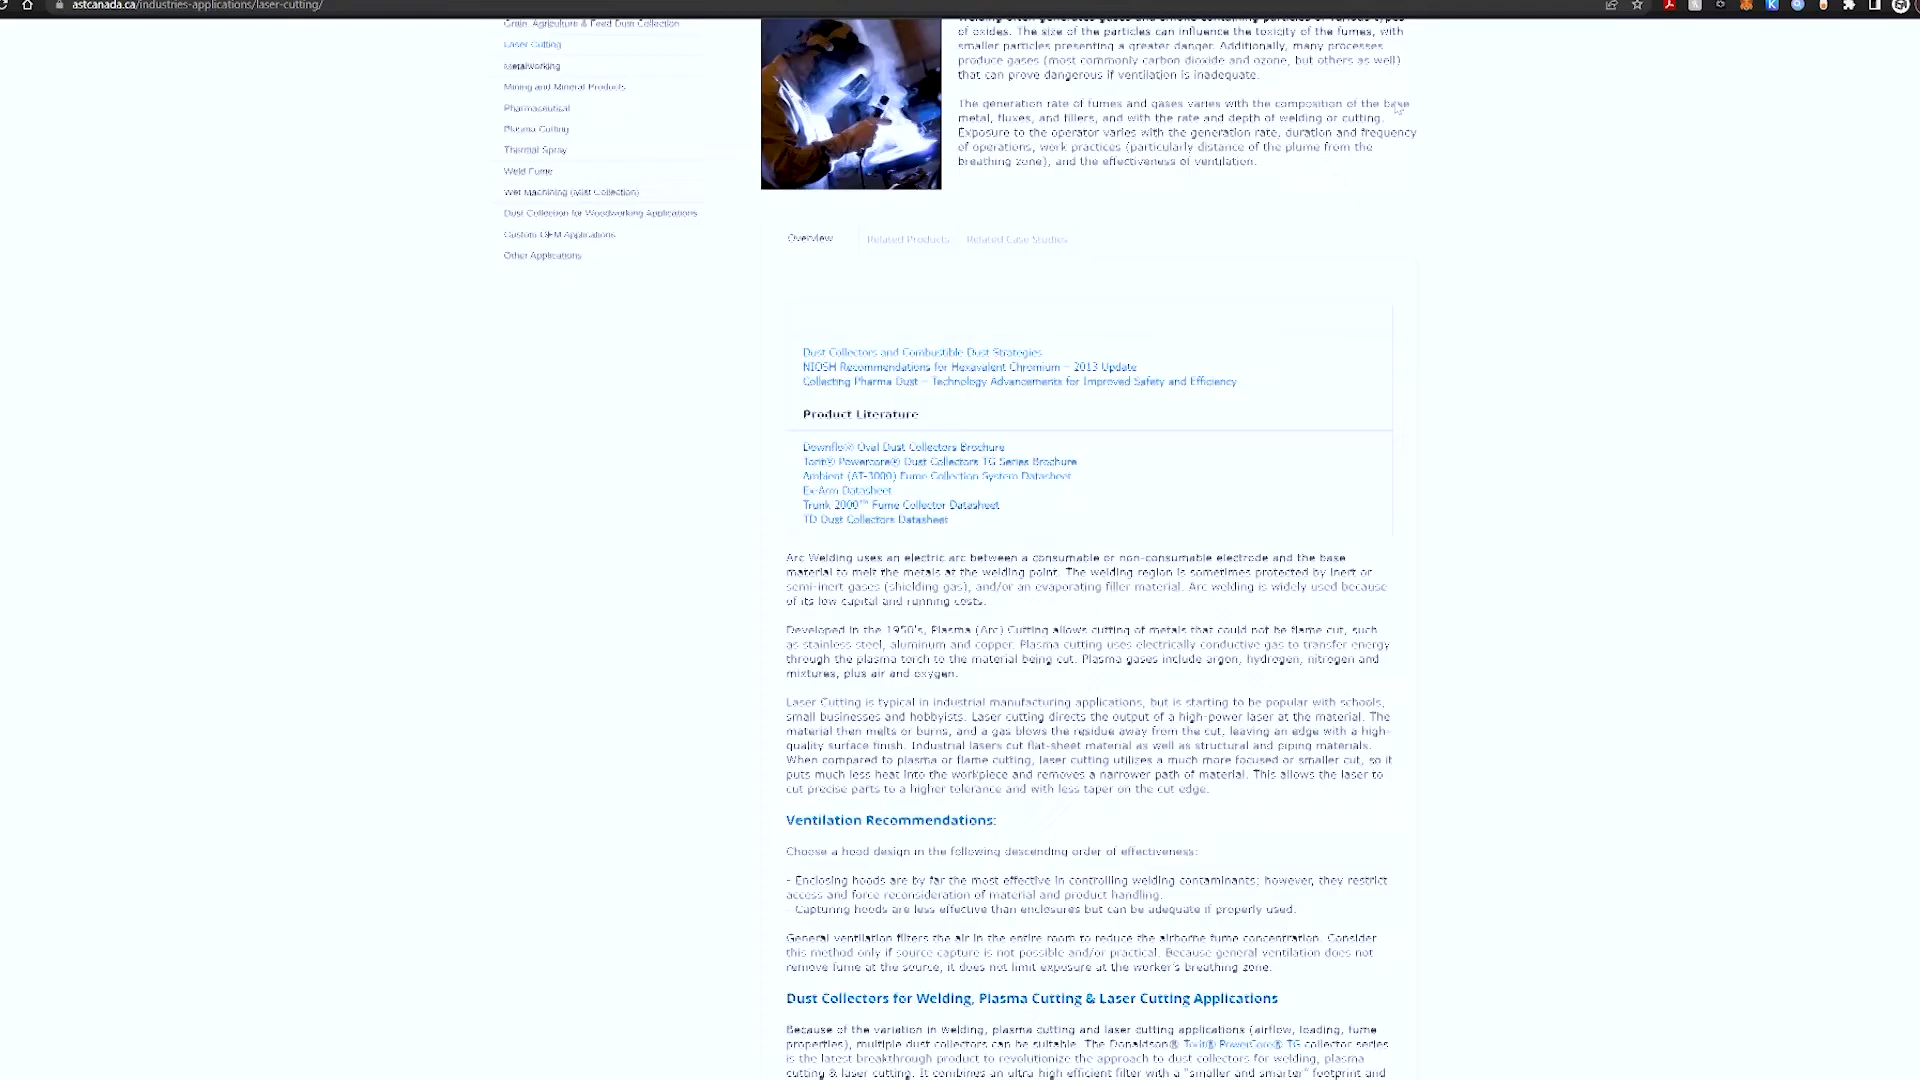 astcanada.ca/industries-applications/laser-cutting/
Grain, Agriculture & Feed Dust Collection
Laser Cutting
Metalworking
Mining and Mineral Products
Pharmaceutical
Plasma Cutting
Thermal Spray
Weld Fume
Wet Machining (Mist Collection)
Dust Collection for Woodworking Applications
Custom OEM Applications
Other Applications
Welding often generates gases and smoke containing particles of various types
of oxides. The size of the particles can influence the toxicity of the fumes, with
smaller particles presenting a greater danger. Additionally, many processes
produce gases (most commonly carbon dioxide and ozone, but others as well)
that can prove dangerous if ventilation is inadequate.
The generation rate of fumes and gases varies with the composition of the base
metal, fluxes, and fillers, and with the rate and depth of welding or cutting.
Exposure to the operator varies with the generation rate, duration and frequency
of operations, work practices (particularly distance of the plume from the
breathing zone), and the effectiveness of ventilation.
Overview
Related Products
Related Case Studies
Dust Collectors and Combustible Dust Strategies
NIOSH Recommendations for Hexavalent Chromium – 2013 Update
Collecting Pharma Dust – Technology Advancements for Improved Safety and Efficiency
Product Literature
Downflo® Oval Dust Collectors Brochure
Torit® Powercore® Dust Collectors TG Series Brochure
Ambient (AT-3000) Fume Collection System Datasheet
Ex-Arm Datasheet
Trunk 2000™ Fume Collector Datasheet
TD Dust Collectors Datasheet
Arc Welding uses an electric arc between a consumable or non-consumable electrode and the base
material to melt the metals at the welding point. The welding region is sometimes protected by inert or
semi-inert gases (shielding gas), and/or an evaporating filler material. Arc welding is widely used because
of its low capital and running costs.
Developed in the 1950's, Plasma (Arc) Cutting allows cutting of metals that could not be flame cut, such
as stainless steel, aluminum and copper. Plasma cutting uses electrically conductive gas to transfer energy
through the plasma torch to the material being cut. Plasma gases include argon, hydrogen, nitrogen and
mixtures, plus air and oxygen.
Laser Cutting is typical in industrial manufacturing applications, but is starting to be popular with schools,
small businesses and hobbyists. Laser cutting directs the output of a high-power laser at the material. The
material then melts or burns, and a gas blows the residue away from the cut, leaving an edge with a high-
quality surface finish. Industrial lasers cut flat-sheet material as well as structural and piping materials.
When compared to plasma or flame cutting, laser cutting utilizes a much more focused or smaller cut, so it
puts much less heat into the workpiece and removes a narrower path of material. This allows the laser to
cut precise parts to a higher tolerance and with less taper on the cut edge.
Ventilation Recommendations:
Choose a hood design in the following descending order of effectiveness:
- Enclosing hoods are by far the most effective in controlling welding contaminants; however, they restrict
access and force reconsideration of material and product handling.
- Capturing hoods are less effective than enclosures but can be adequate if properly used.
General ventilation filters the air in the entire room to reduce the airborne fume concentration. Consider
this method only if source capture is not possible and/or practical. Because general ventilation does not
remove fume at the source, it does not limit exposure at the worker's breathing zone.
Dust Collectors for Welding, Plasma Cutting & Laser Cutting Applications
Because of the variation in welding, plasma cutting and laser cutting applications (airflow, loading, fume
properties), multiple dust collectors can be suitable. The Donaldson® Torit® PowerCore® TG collector series
is the latest breakthrough product to revolutionize the approach to dust collectors for welding, plasma
cutting & laser cutting. It combines an ultra high efficient filter with a "smaller and smarter" footprint and